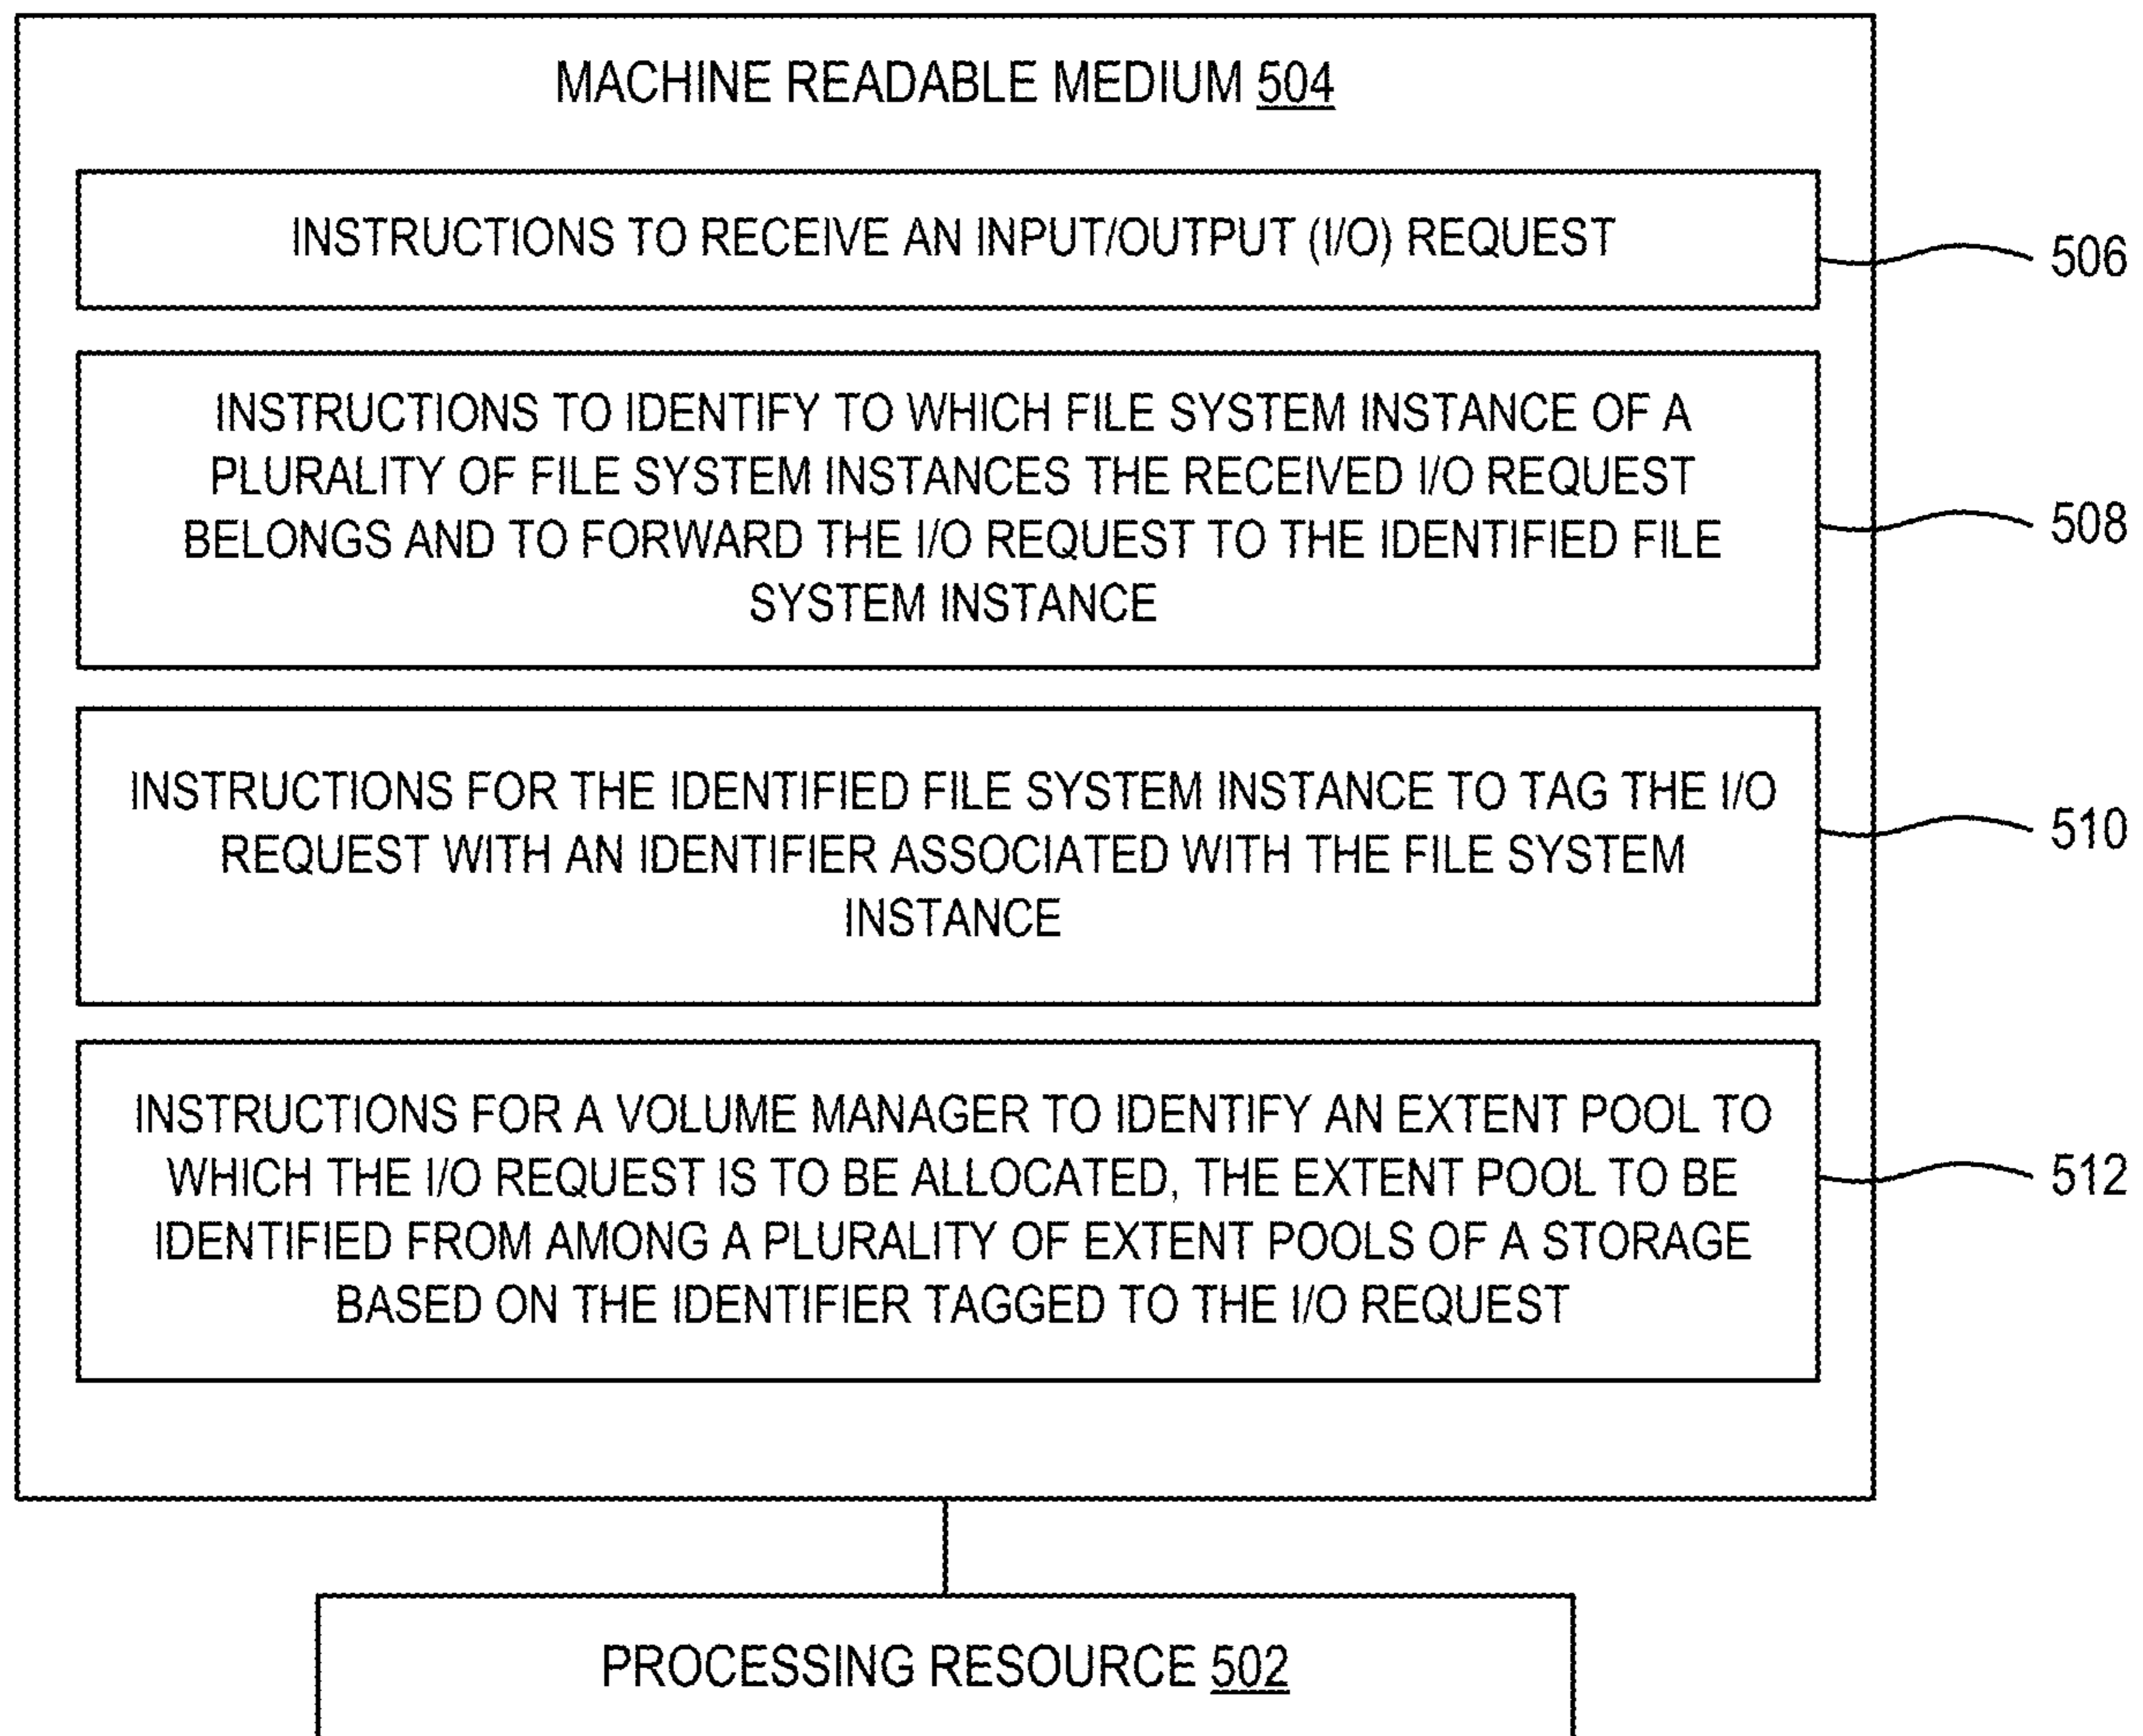 MACHINE READABLE MEDIUM 504
INSTRUCTIONS TO RECEIVE AN INPUT/OUTPUT (I/O) REQUEST
506
INSTRUCTIONS TO IDENTIFY TO WHICH FILE SYSTEM INSTANCE OF A
PLURALITY OF FILE SYSTEM INSTANCES THE RECEIVED I/O REQUEST
BELONGS AND TO FORWARD THE I/O REQUEST TO THE IDENTIFIED FILE
SYSTEM INSTANCE
508
INSTRUCTIONS FOR THE IDENTIFIED FILE SYSTEM INSTANCE TO TAG THE I/O
REQUEST WITH AN IDENTIFIER ASSOCIATED WITH THE FILE SYSTEM
INSTANCE
510
INSTRUCTIONS FOR A VOLUME MANAGER TO IDENTIFY AN EXTENT POOL TO
WHICH THE I/O REQUEST IS TO BE ALLOCATED, THE EXTENT POOL TO BE
IDENTIFIED FROM AMONG A PLURALITY OF EXTENT POOLS OF A STORAGE
BASED ON THE IDENTIFIER TAGGED TO THE I/O REQUEST
512
PROCESSING RESOURCE 502